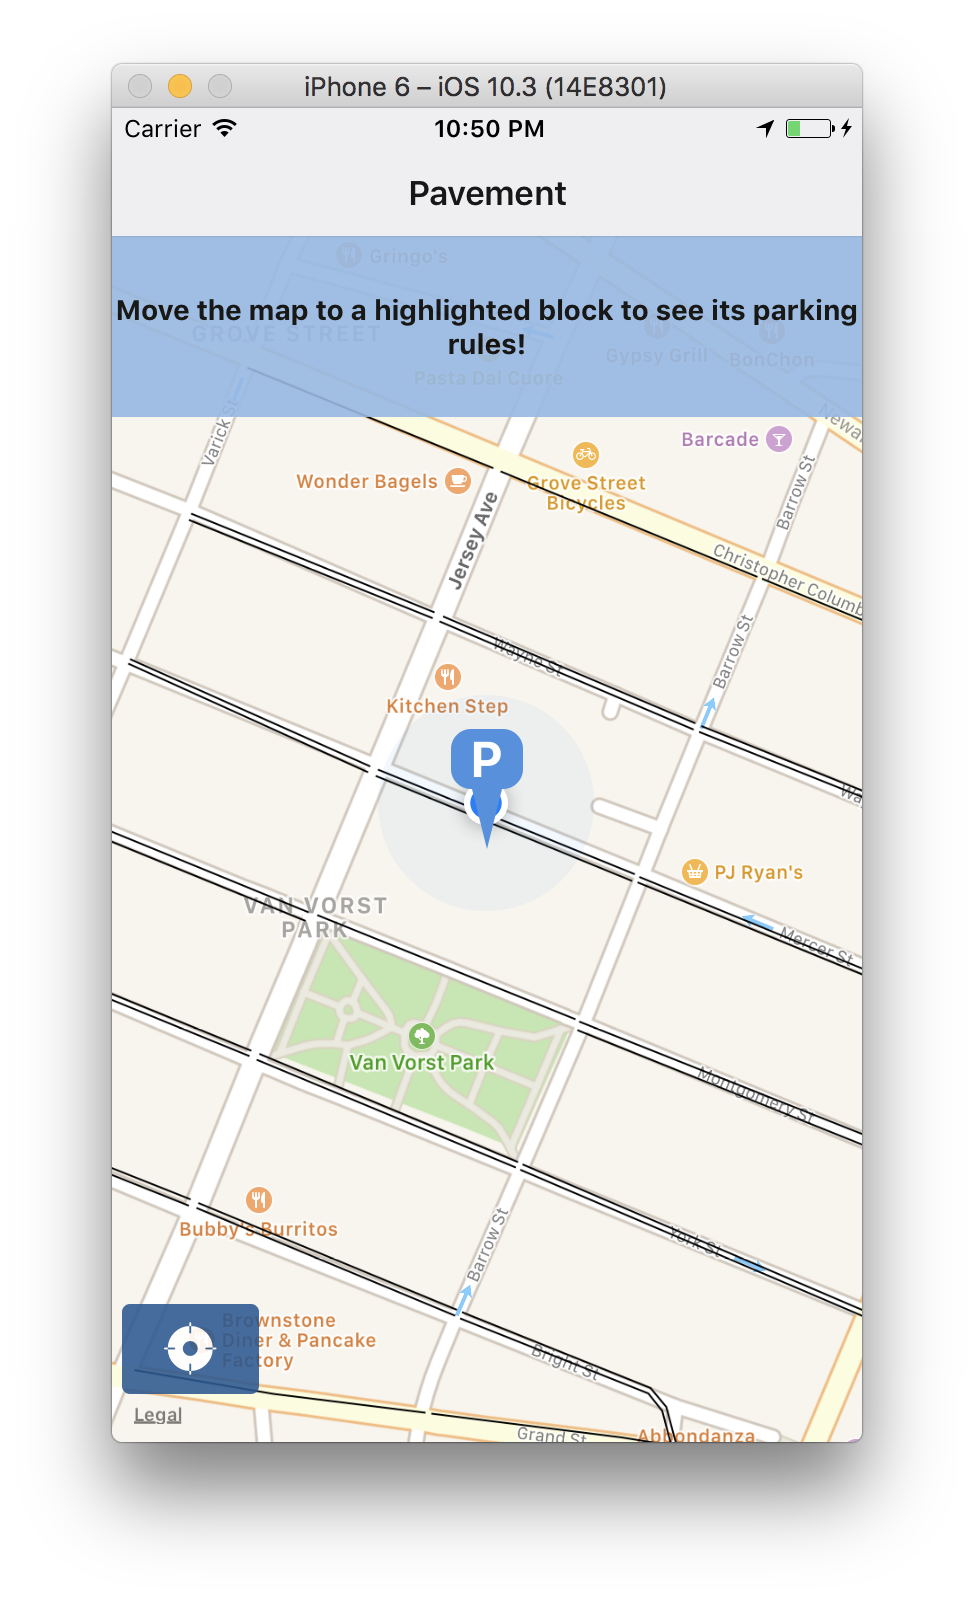 iPhone 6 – iOS 10.3 (14E8301)
Carrier
10:50 PM
Pavement
Gringo's
Move the map to a highlighted block to see its parking
rules!
GROVE STREET
Gypsy Grill
BonChon
Pasta Dal Cuore
Varick St
Barcade
Wonder Bagels
Grove Street
Bicycles
Jersey Ave
Barrow St
Christopher Columb
Wayne St
Barrow St
Kitchen Step
P
Wa
PJ Ryan's
Mercer St
VAN VORST
PARK
Van Vorst Park
Montgomery St
Bubby's Burritos
Barrow St
York St
Brownstone
Diner & Pancake
Factory
Bright St
Legal
Grand St
Abbondanza